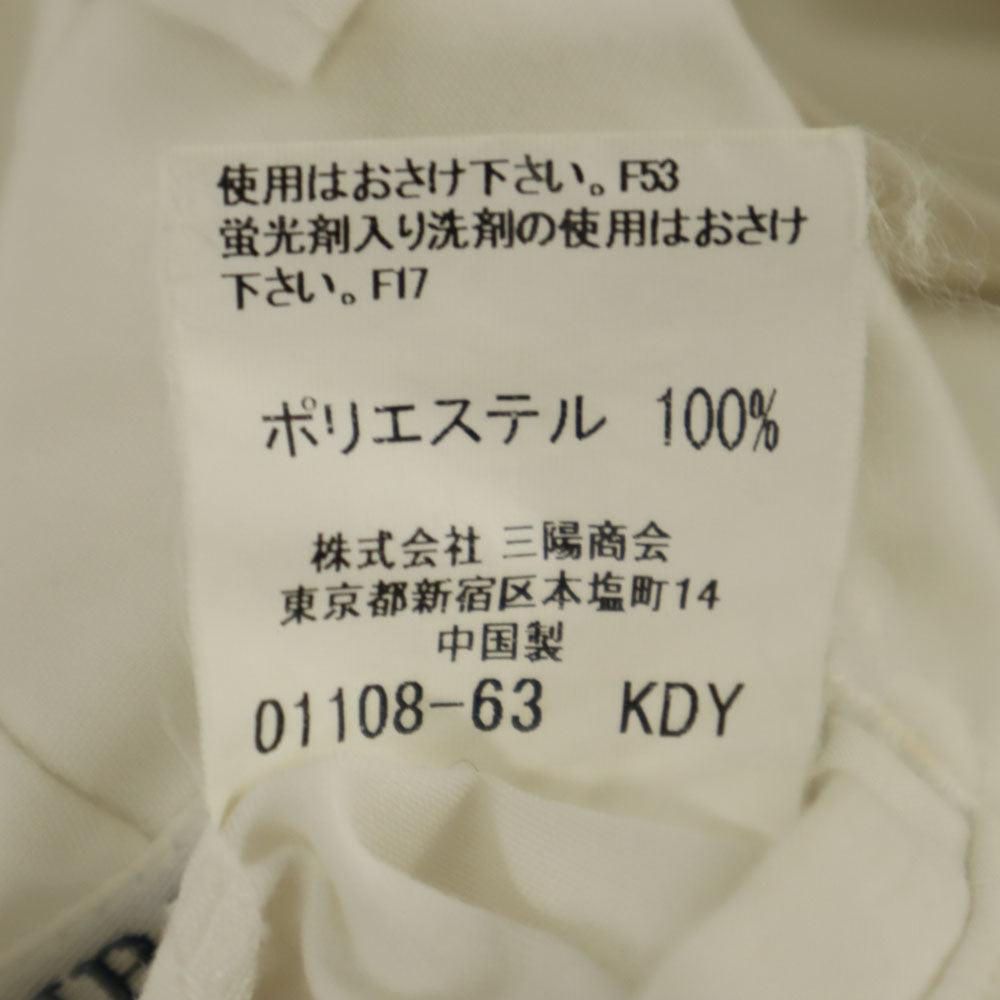 使用はおさけ下さい。F53
蛍光剤入り洗剤の使用はおさけ
下さい。F17
ポリエステル 100%
株式会社 三陽商会
東京都新宿区本塩町14
中国製
01108-63 KDY